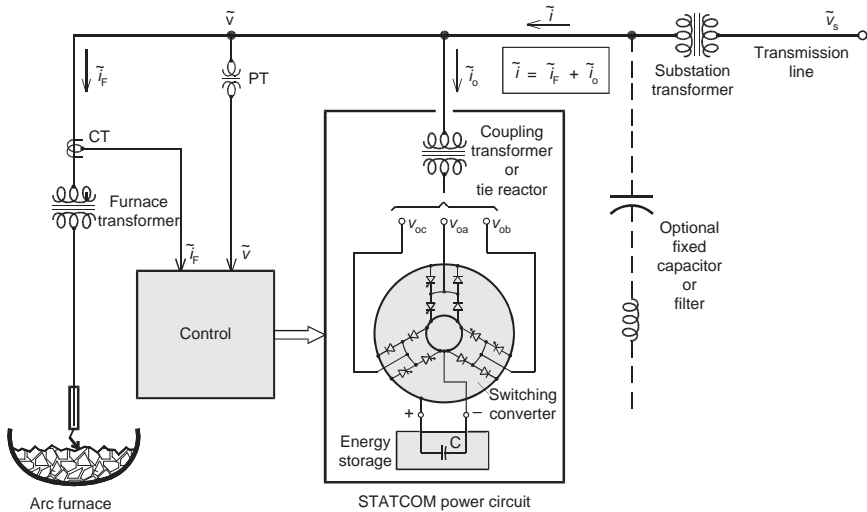 ṽ
ĩ
ṽs
ĩF
PT
ĩo
ĩ = ĩF + ĩo
Substation
transformer
Transmission
line
CT
Furnace
transformer
Coupling
transformer
or
tie reactor
voc
voa
vob
Optional
fixed
capacitor
or
filter
ĩF
ṽ
Control
Switching
converter
+
−
Energy
storage
C
Arc furnace
STATCOM power circuit